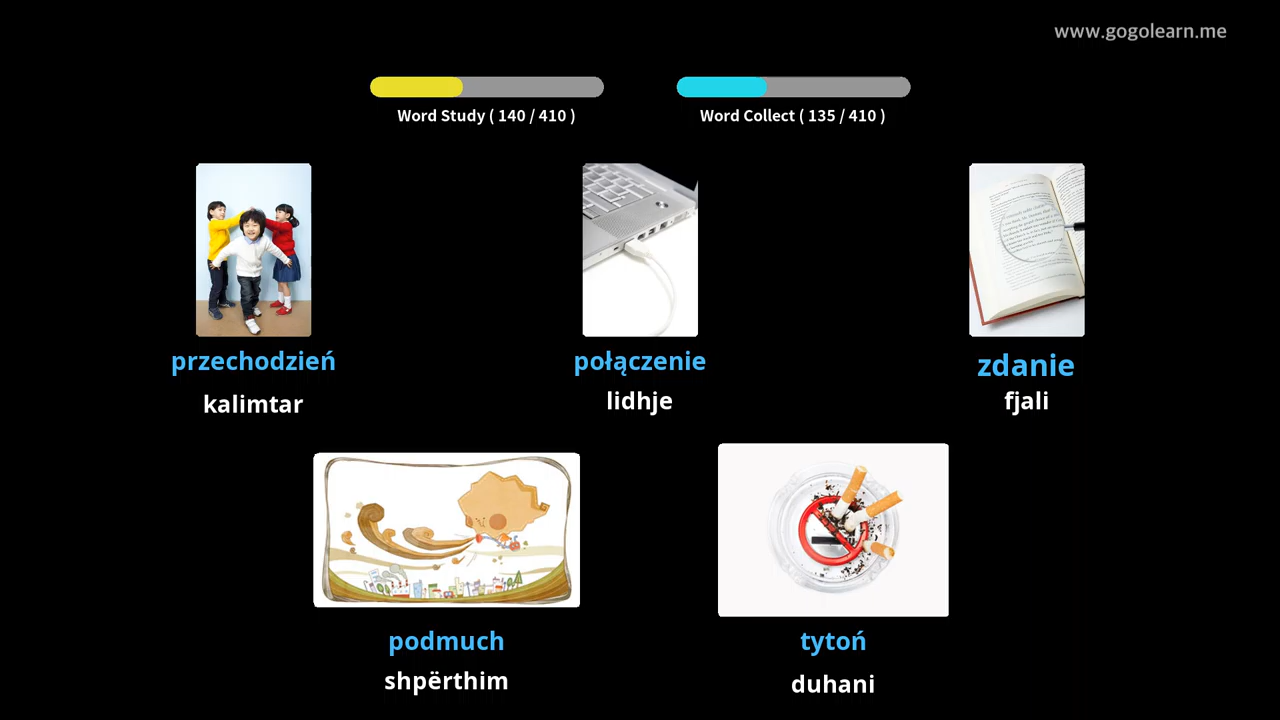 www.gogolearn.me
Word Study ( 140 / 410 )
Word Collect ( 135 / 410 )
przechodzień
połączenie
zdanie
kalimtar
lidhje
fjali
podmuch
tytoń
shpërthim
duhani